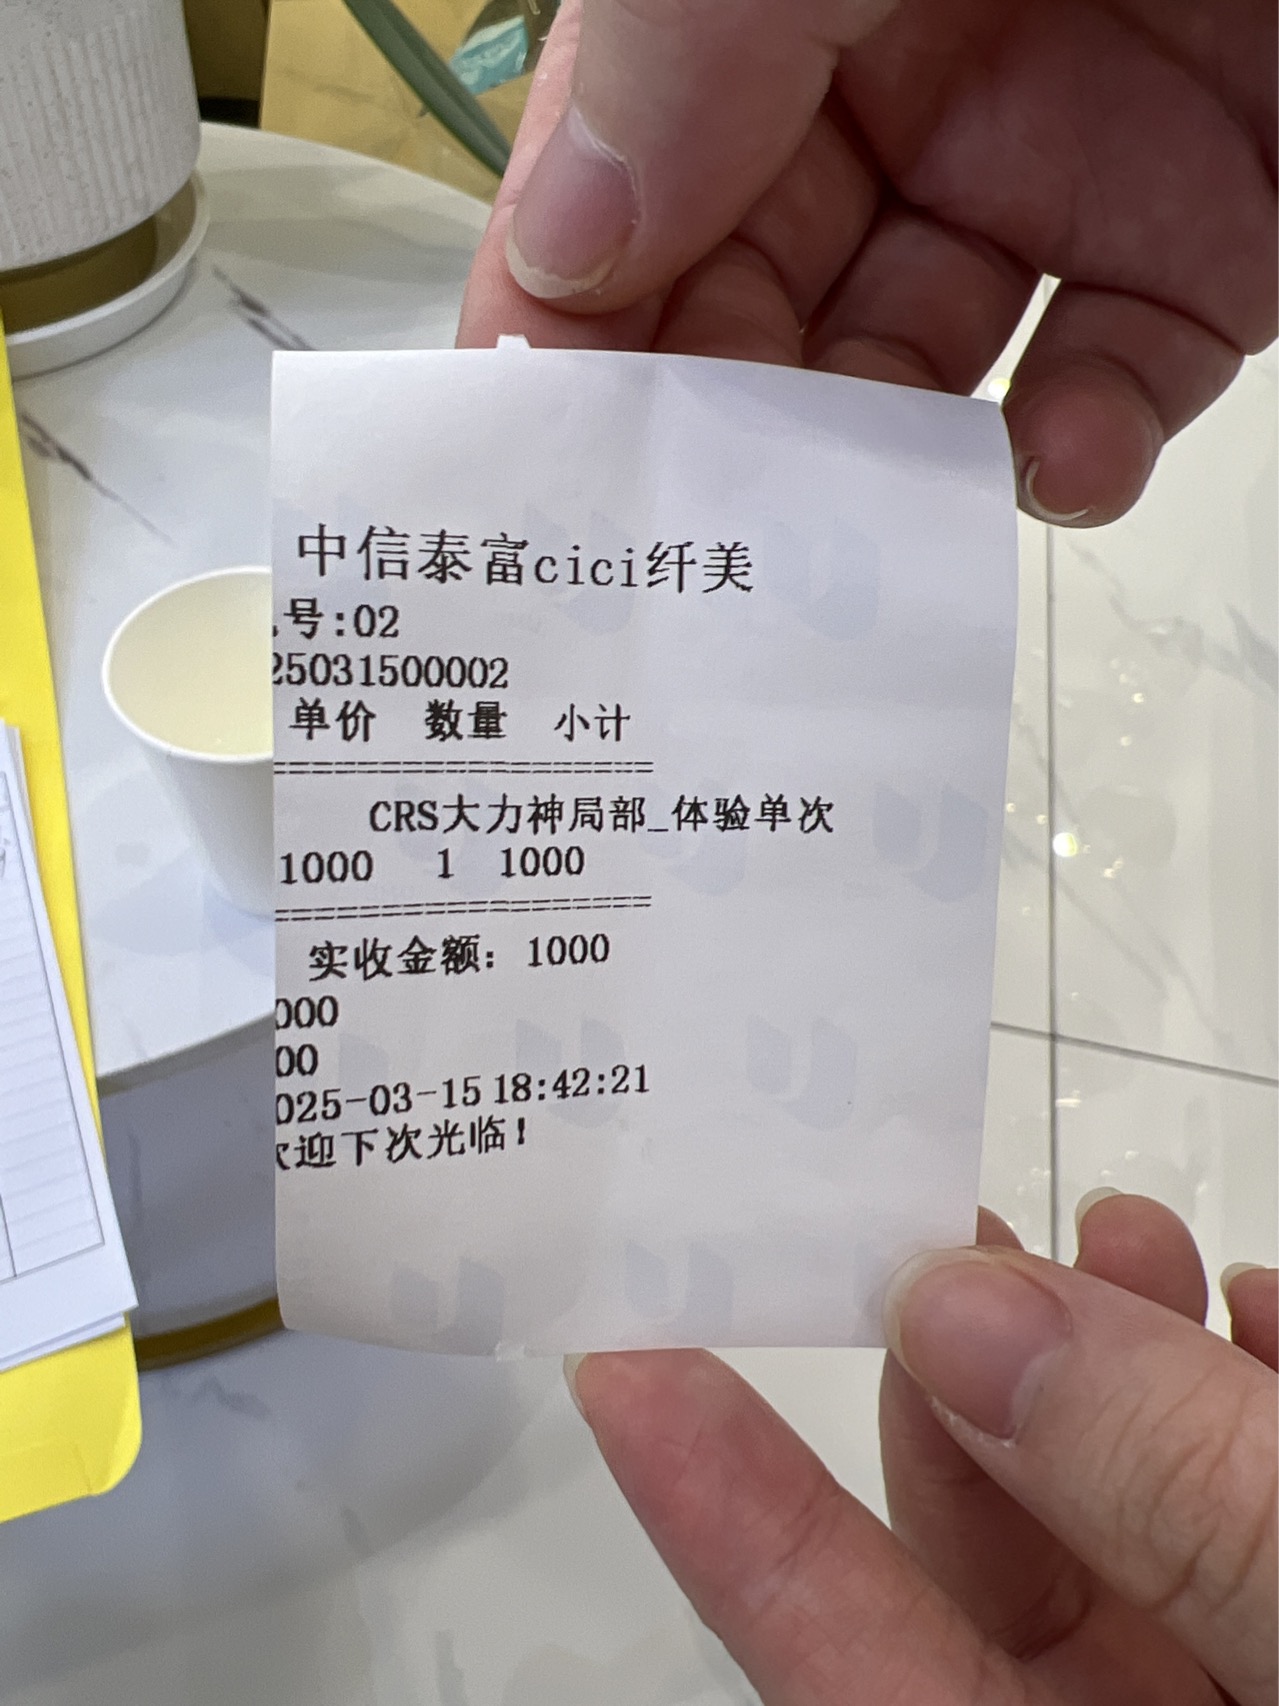 中信泰富cici纤美
号:02
25031500002
单价 数量 小计
==================
CRS大力神局部_体验单次
1000 1 1000
==================
实收金额: 1000
000
00
025-03-15 18:42:21
迎下次光临!